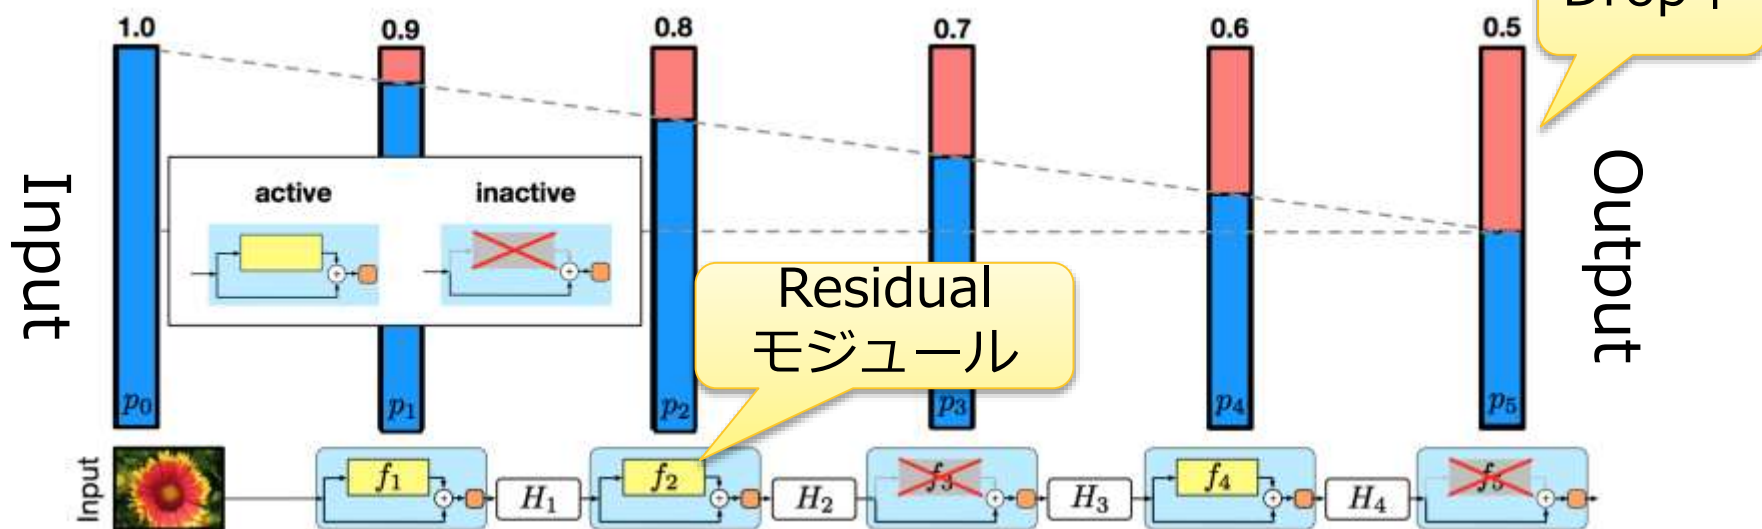 1.0
0.9
0.8
0.7
0.6
0.5
Input
active
inactive
Residual
モジュール
Output
p₀
p₁
p₂
p₃
p₄
p₅
Input
f₁
H₁
f₂
H₂
f₃
H₃
f₄
H₄
f₅